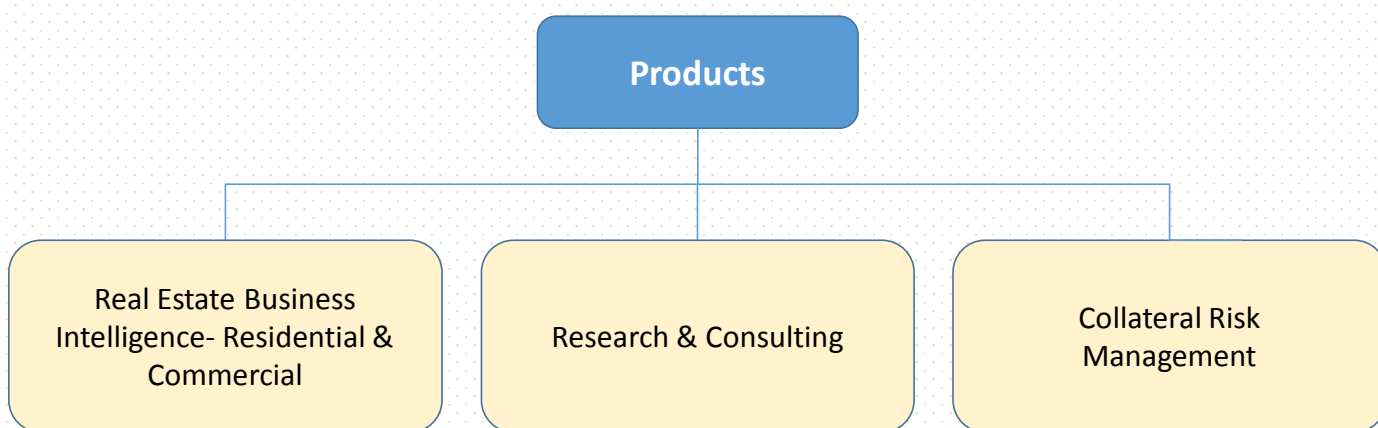 Products
Real Estate Business
Intelligence- Residential &
Commercial
Research & Consulting
Collateral Risk
Management